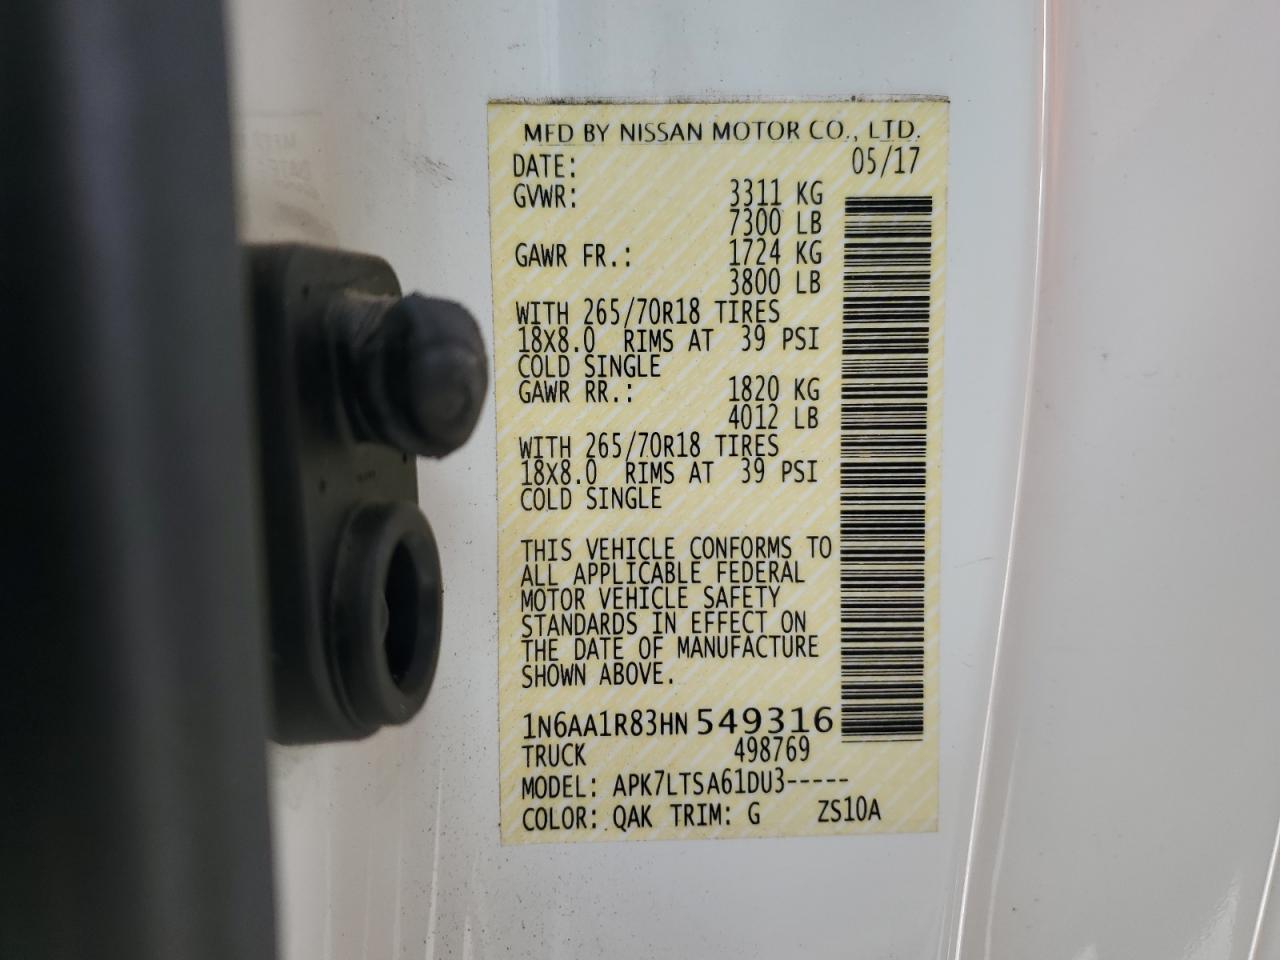 MFD BY NISSAN MOTOR CO., LTD.
DATE: 05/17
GVWR: 3311 KG
7300 LB
GAWR FR.: 1724 KG
3800 LB
WITH 265/70R18 TIRES
18X8.0 RIMS AT 39 PSI
COLD SINGLE
GAWR RR.: 1820 KG
4012 LB
WITH 265/70R18 TIRES
18X8.0 RIMS AT 39 PSI
COLD SINGLE
THIS VEHICLE CONFORMS TO
ALL APPLICABLE FEDERAL
MOTOR VEHICLE SAFETY
STANDARDS IN EFFECT ON
THE DATE OF MANUFACTURE
SHOWN ABOVE.
1N6AA1R83HN549316
TRUCK 498769
MODEL: APK7LTSA61DU3-----
COLOR: QAK TRIM: G ZS10A